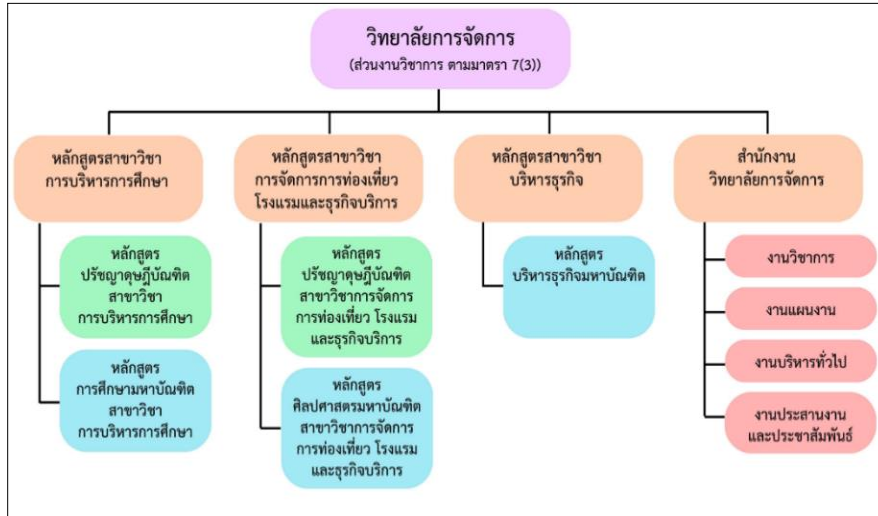 วิทยาลัยการจัดการ
(ส่วนงานวิชาการ ตามมาตรา 7(3))
หลักสูตรสาขาวิชา
การบริหารการศึกษา
หลักสูตร
ปรัชญาดุษฎีบัณฑิต
สาขาวิชา
การบริหารการศึกษา
หลักสูตร
การศึกษามหาบัณฑิต
สาขาวิชา
การบริหารการศึกษา
หลักสูตรสาขาวิชา
การจัดการการท่องเที่ยว
โรงแรมและธุรกิจบริการ
หลักสูตร
ปรัชญาดุษฎีบัณฑิต
สาขาวิชาการจัดการ
การท่องเที่ยว โรงแรม
และธุรกิจบริการ
หลักสูตร
ศิลปศาสตรมหาบัณฑิต
สาขาวิชาการจัดการ
การท่องเที่ยว โรงแรม
และธุรกิจบริการ
หลักสูตรสาขาวิชา
บริหารธุรกิจ
หลักสูตร
บริหารธุรกิจมหาบัณฑิต
สำนักงาน
วิทยาลัยการจัดการ
งานวิชาการ
งานแผนงาน
งานบริหารทั่วไป
งานประสานงาน
และประชาสัมพันธ์